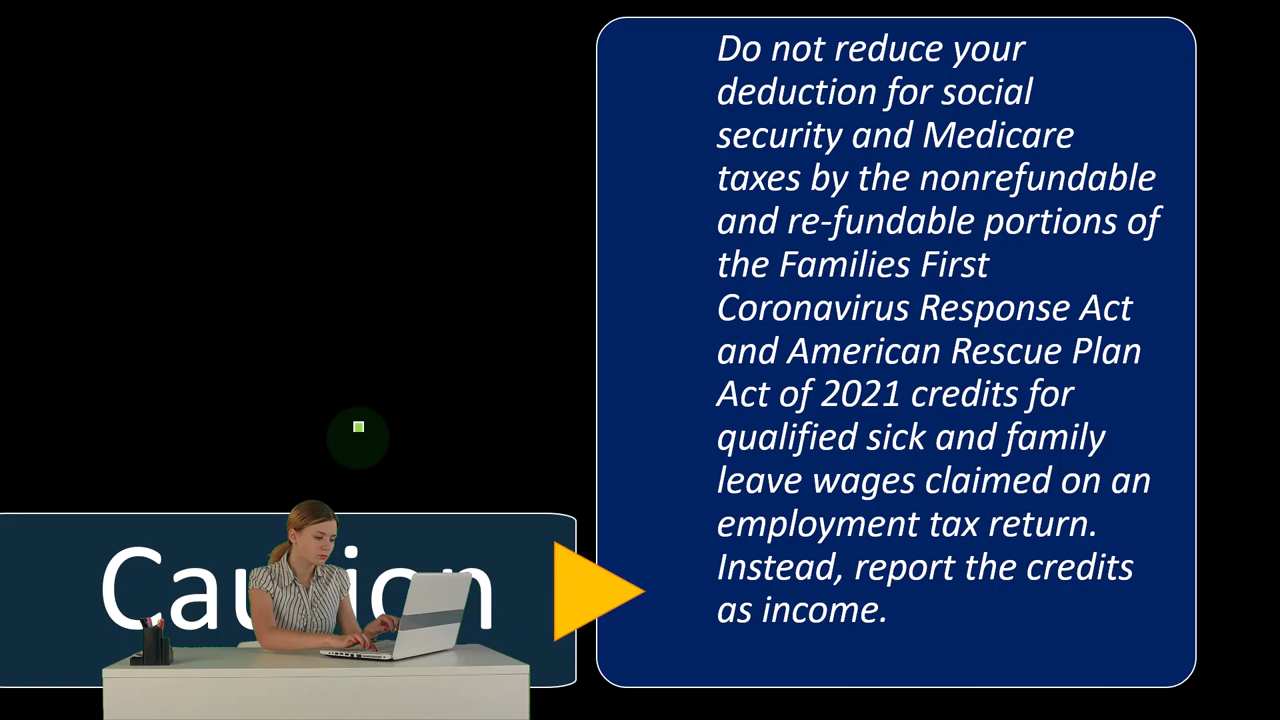 Do not reduce your
deduction for social
security and Medicare
taxes by the nonrefundable
and re-fundable portions of
the Families First
Coronavirus Response Act
and American Rescue Plan
Act of 2021 credits for
qualified sick and family
leave wages claimed on an
employment tax return.
Instead, report the credits
as income.
Caution